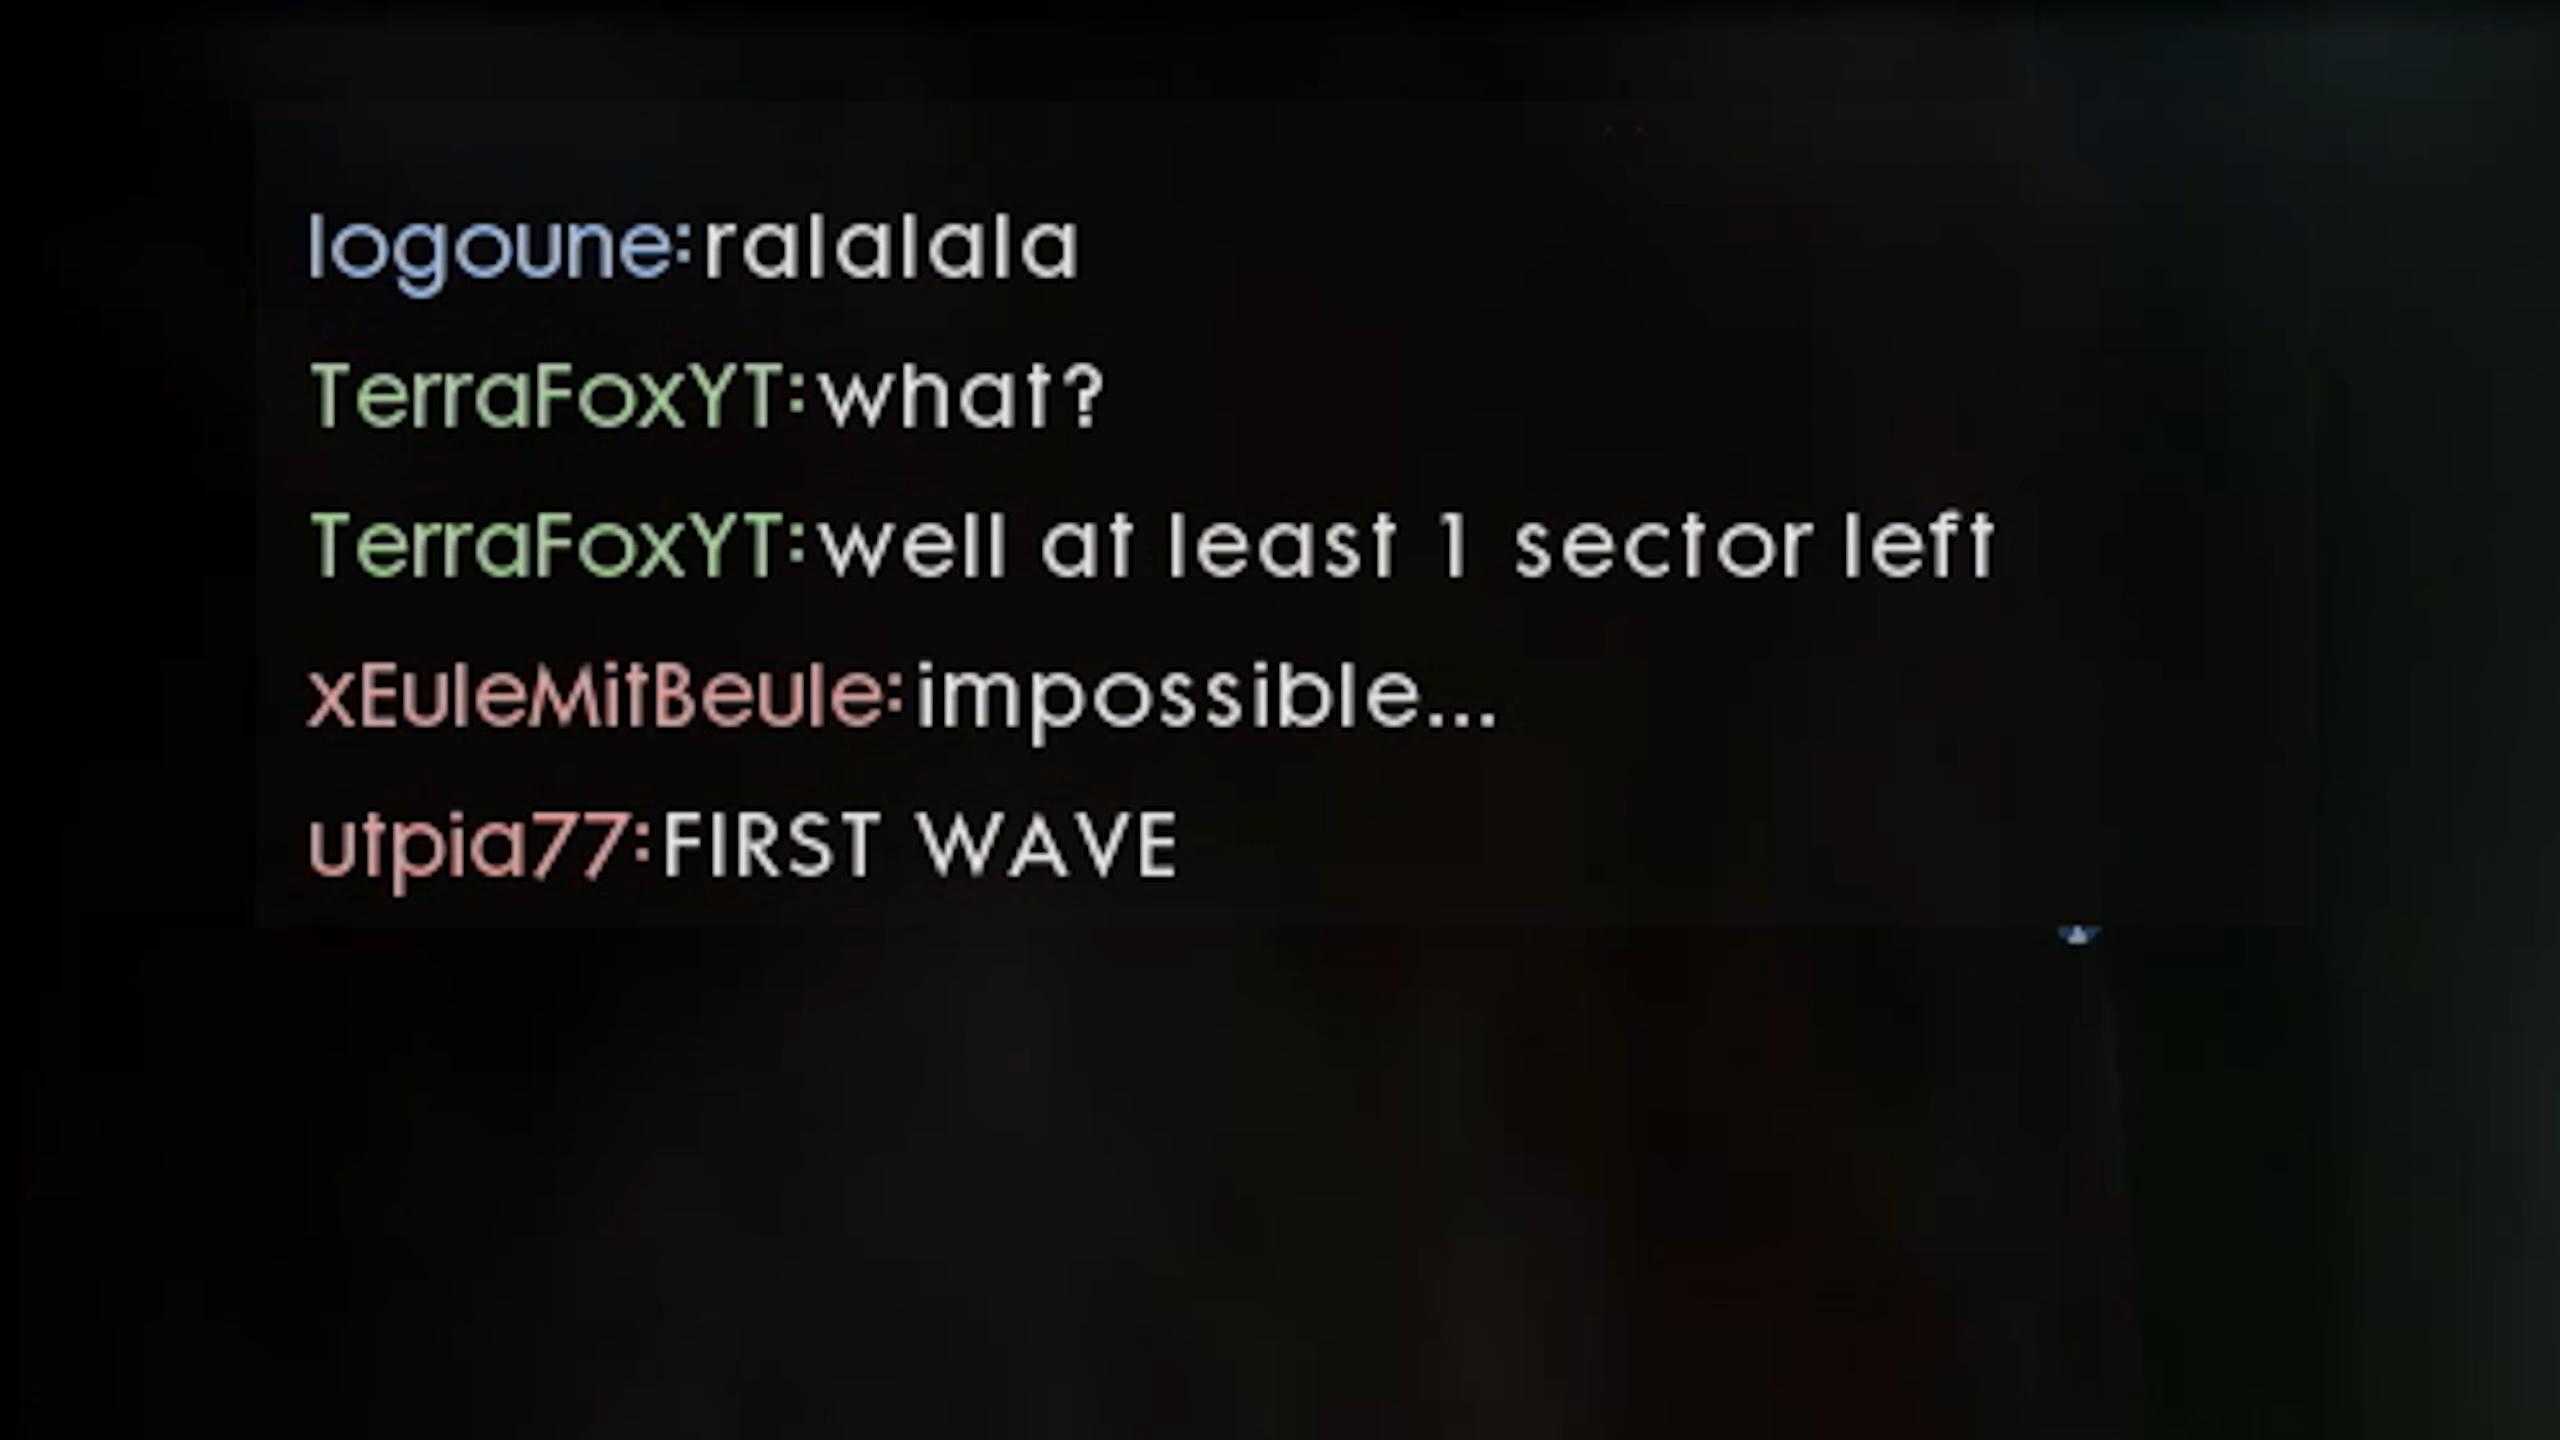 logoune:ralalala
TerraFoxYT:what?
TerraFoxYT:well at least 1 sector left
xEuleMitBeule:impossible...
utpia77:FIRST WAVE